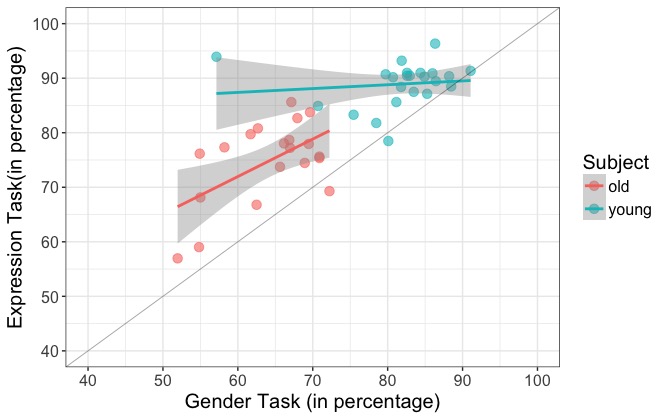 100
90
80
70
60
50
40
Expression Task(in percentage)
40 50 60 70 80 90 100
Gender Task (in percentage)
Subject
old
young